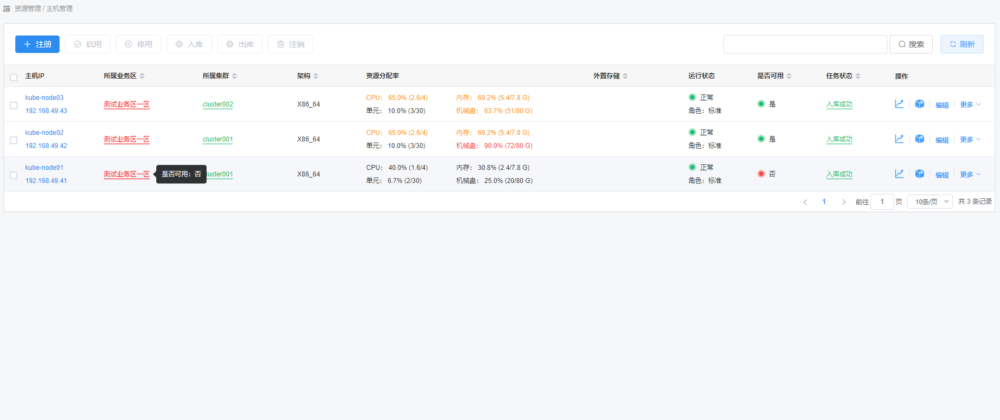 资源管理 / 主机管理
注册 启用 停用 入库 出库 注销 搜索 刷新
主机IP 所属业务区 所属集群 架构 资源分配率 外置存储 运行状态 是否可用 任务状态 操作
kube-node03 CPU： 65.0% (2.6/4) 内存： 69.2% (5.4/7.8 G) 正常
测试业务区一区 cluster002 X86_64 是 入库成功 编辑 更多
192.168.49.43 单元： 10.0% (3/30) 机械盘： 63.7% (51/80 G) 角色：标准
kube-node02 CPU： 65.0% (2.6/4) 内存： 69.2% (5.4/7.8 G) 正常
测试业务区一区 cluster001 X86_64 是 入库成功 编辑 更多
192.168.49.42 单元： 10.0% (3/30) 机械盘： 90.0% (72/80 G) 角色：标准
kube-node01 CPU： 40.0% (1.6/4) 内存： 30.8% (2.4/7.8 G) 正常
测试业务区一区 是否可用：否 cluster001 X86_64 否 入库成功 编辑 更多
192.168.49.41 单元： 6.7% (2/30) 机械盘： 25.0% (20/80 G) 角色：标准
1 前往 1 页 10条/页 共 3 条记录